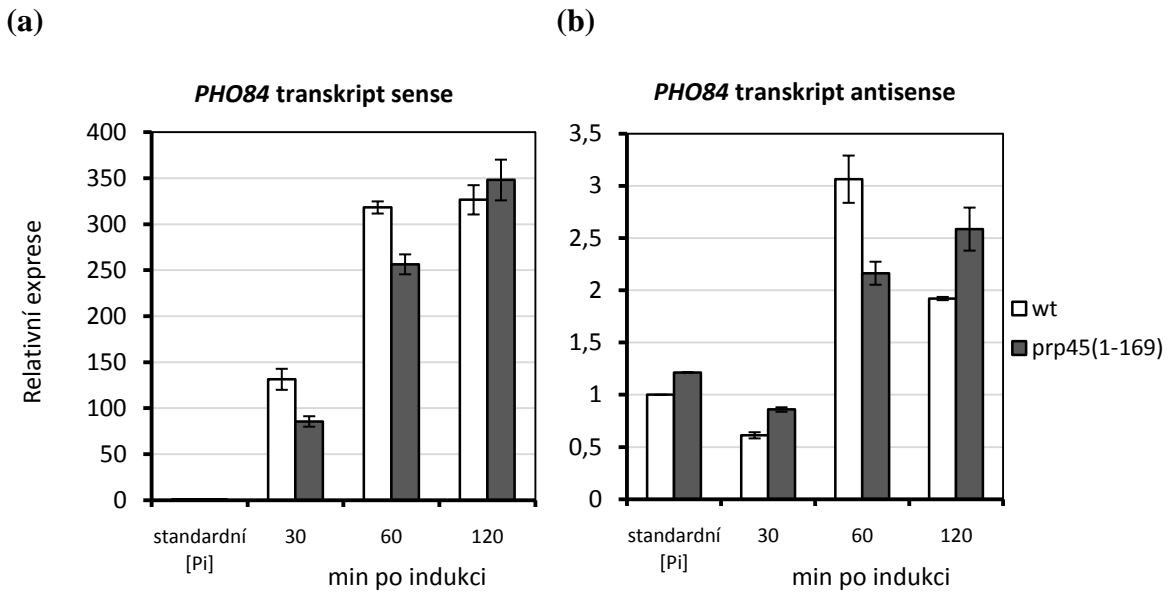 (a)
(b)
PHO84 transkript sense
Relativní exprese
400
350
300
250
200
150
100
50
0
standardní
[Pi]
30
60
120
min po indukci
PHO84 transkript antisense
3,5
3
2,5
2
1,5
1
0,5
0
standardní
[Pi]
30
60
120
min po indukci
wt
prp45(1-169)